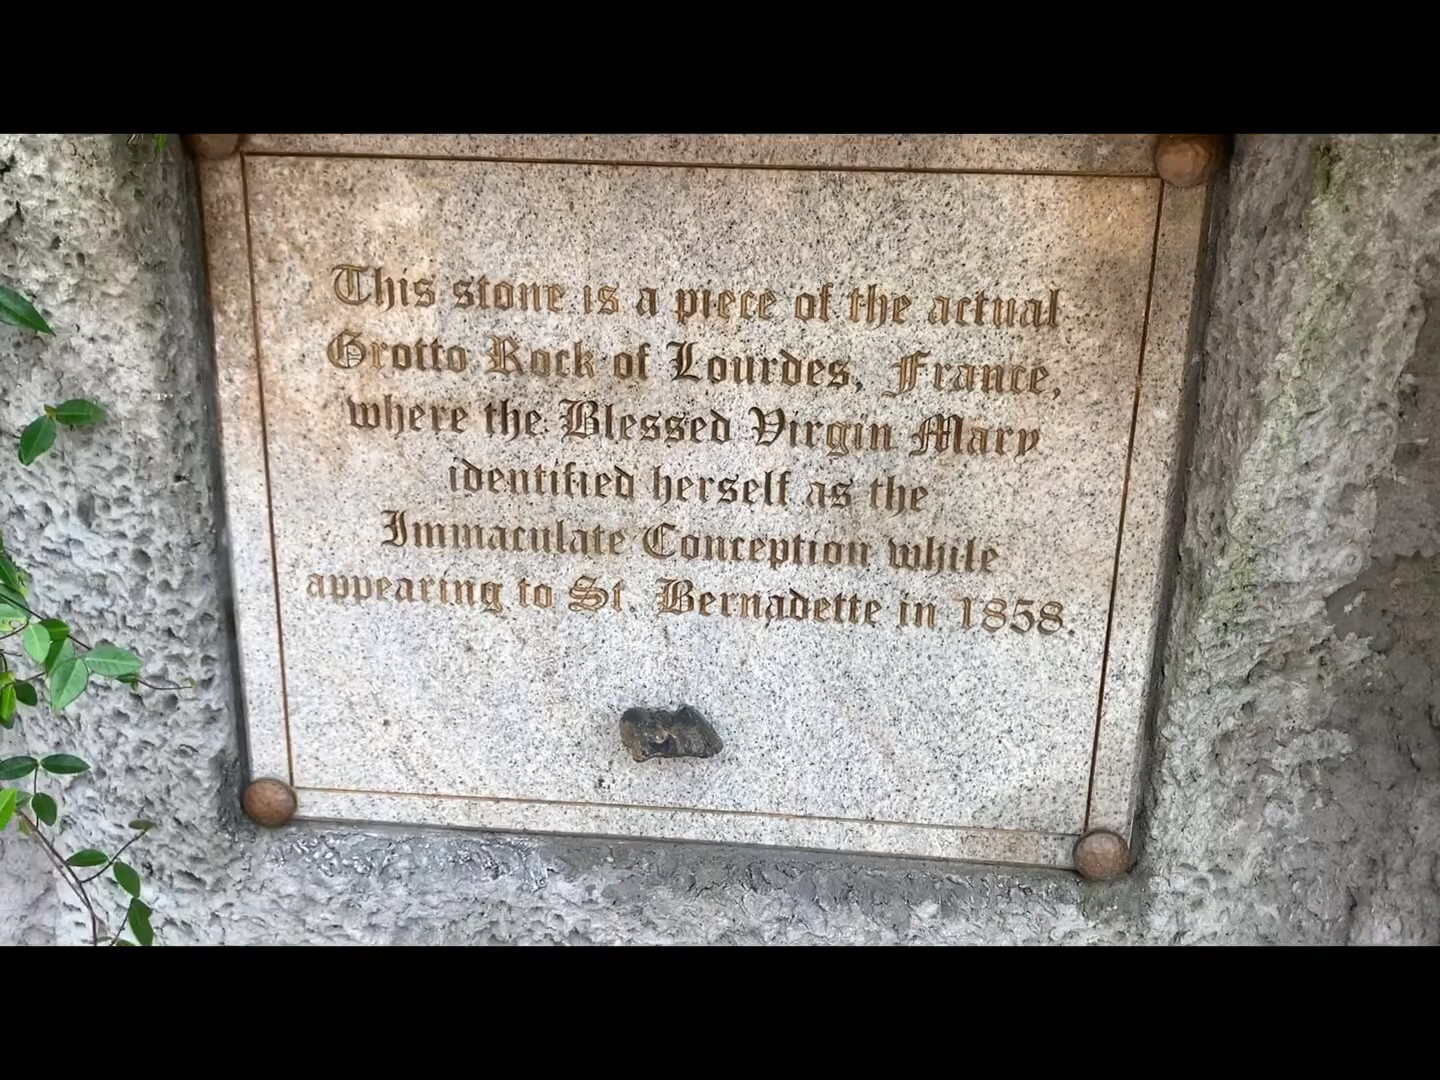 This stone is a piece of the actual
Grotto Rock of Lourdes, France,
where the Blessed Virgin Mary
identified herself as the
Immaculate Conception while
appearing to St. Bernadette in 1858.